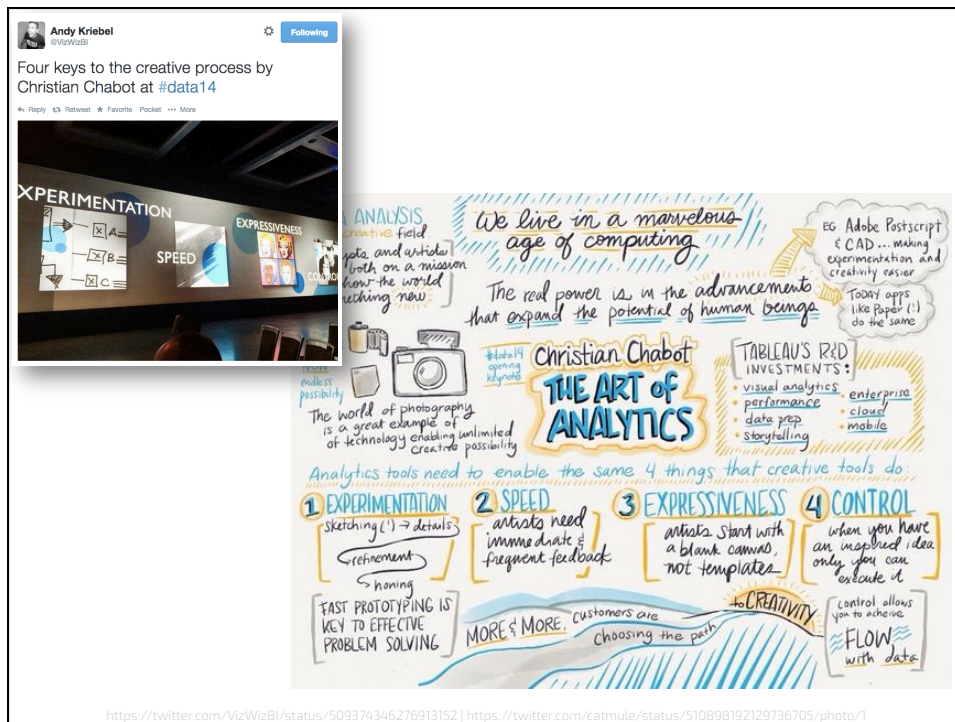 Andy Kriebel
@VizWizBI
Following
Four keys to the creative process by
Christian Chabot at #data14
Reply Retweet Favorite Pocket More
XPERIMENTATION
SPEED
EXPRESSIVENESS
X A
X B
X C
ANALYSIS
creative field
and artists
both on a mission
how the world
something new
endless
possibility
The world of photography
is a great example of
of technology enabling unlimited
creative possibility
We live in a marvelous
age of computing
The real power is in the advancements
that expand the potential of human beings
EG. Adobe Postscript
& CAD... making
experimentation and
creativity easier
TODAY apps
like Paper (!)
do the same
#data14
opening
keynote
Christian Chabot
THE ART of
ANALYTICS
TABLEAU'S R&D
INVESTMENTS:
• visual analytics
• performance
• data prep
• storytelling
• enterprise
• cloud
• mobile
Analytics tools need to enable the same 4 things that creative tools do:
1 EXPERIMENTATION
sketching (!) → details
refinement
honing
FAST PROTOTYPING IS
KEY TO EFFECTIVE
PROBLEM SOLVING
2 SPEED
artists need
immediate &
frequent feedback
3 EXPRESSIVENESS
artists start with
a blank canvas,
not templates
4 CONTROL
when you have
an inspired idea
only you can
execute it
MORE & MORE customers are
choosing the path
to CREATIVITY
control allows
you to acheive
FLOW
with data
https://twitter.com/VizWizBI/status/509374346276913152 | https://twitter.com/catmule/status/510898192129736705/photo/1